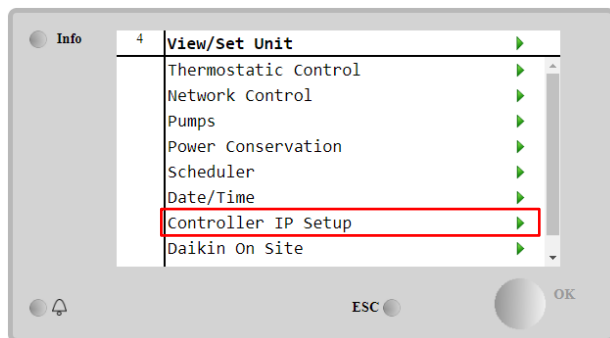 Info
4 View/Set Unit
Thermostatic Control
Network Control
Pumps
Power Conservation
Scheduler
Date/Time
Controller IP Setup
Daikin On Site
ESC
OK